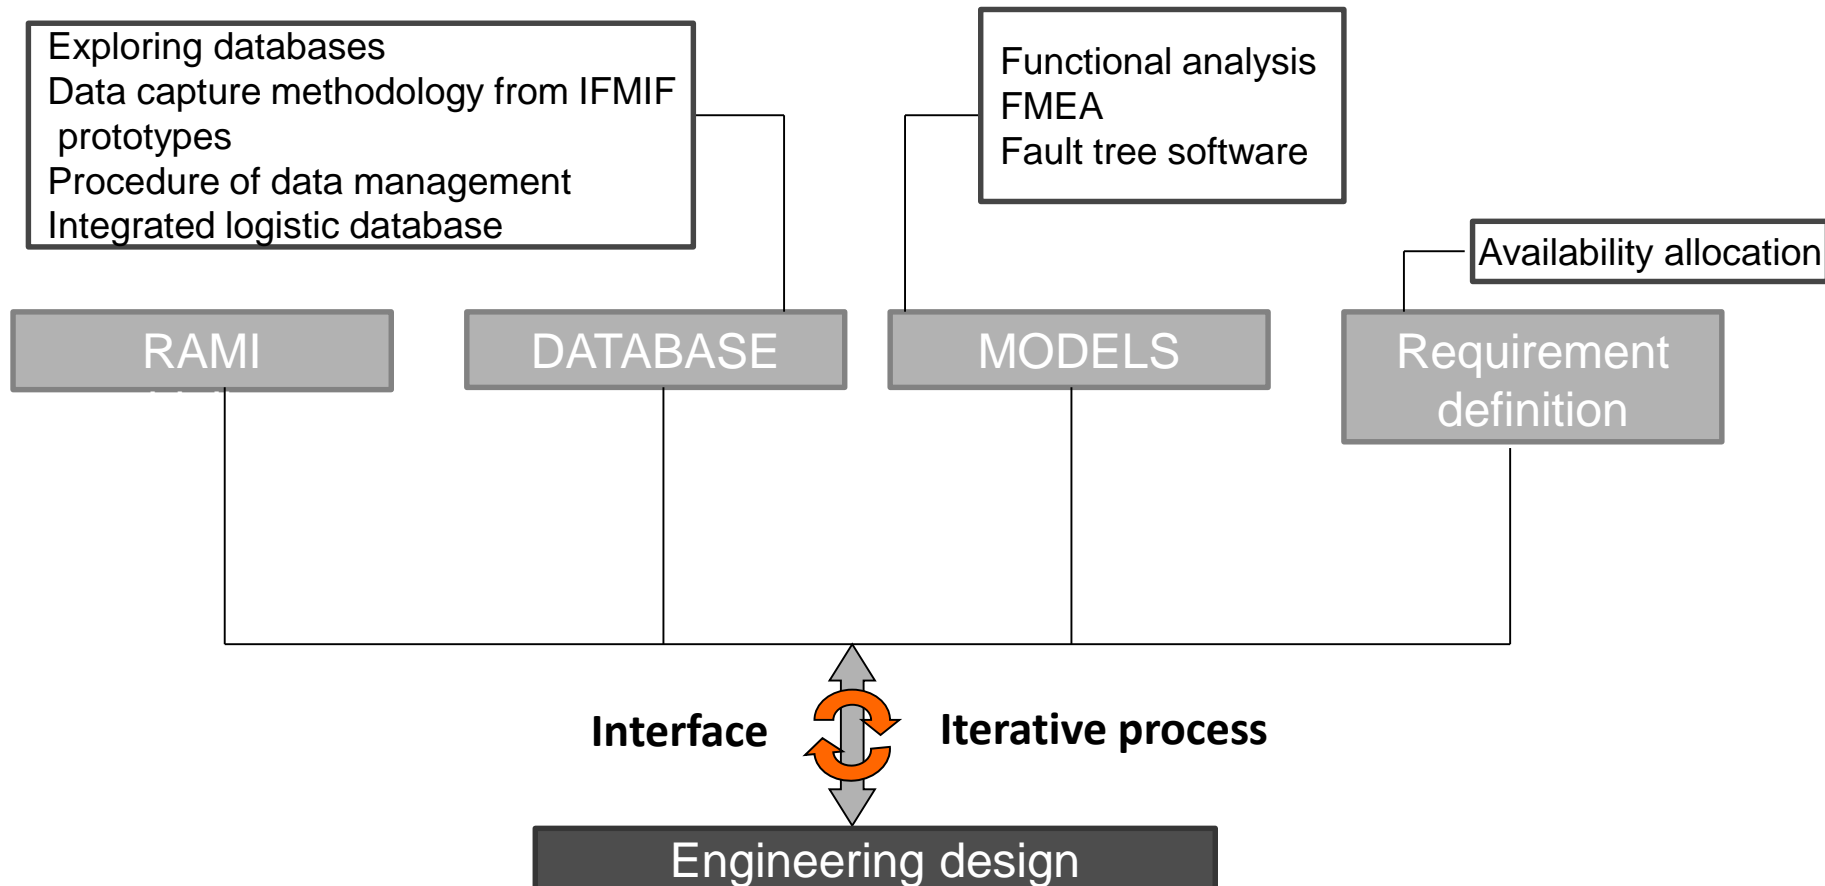 Exploring databases
Data capture methodology from IFMIF
prototypes
Procedure of data management
Integrated logistic database
Functional analysis
FMEA
Fault tree software
Availability allocation
RAMI
DATABASE
MODELS
Requirement
definition
Interface
Iterative process
Engineering design